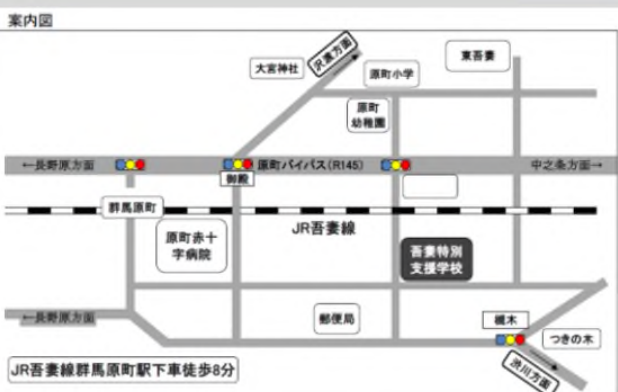 案内図
大宮神社
沢渡方面
原町小学
東吾妻
原町
幼稚園
←長野原方面
原町バイパス(R145)
中之条方面→
御殿
群馬原町
JR吾妻線
原町赤十
字病院
吾妻特別
支援学校
←長野原方面
郵便局
槻木
つきの木
渋川方面
JR吾妻線群馬原町駅下車徒歩8分